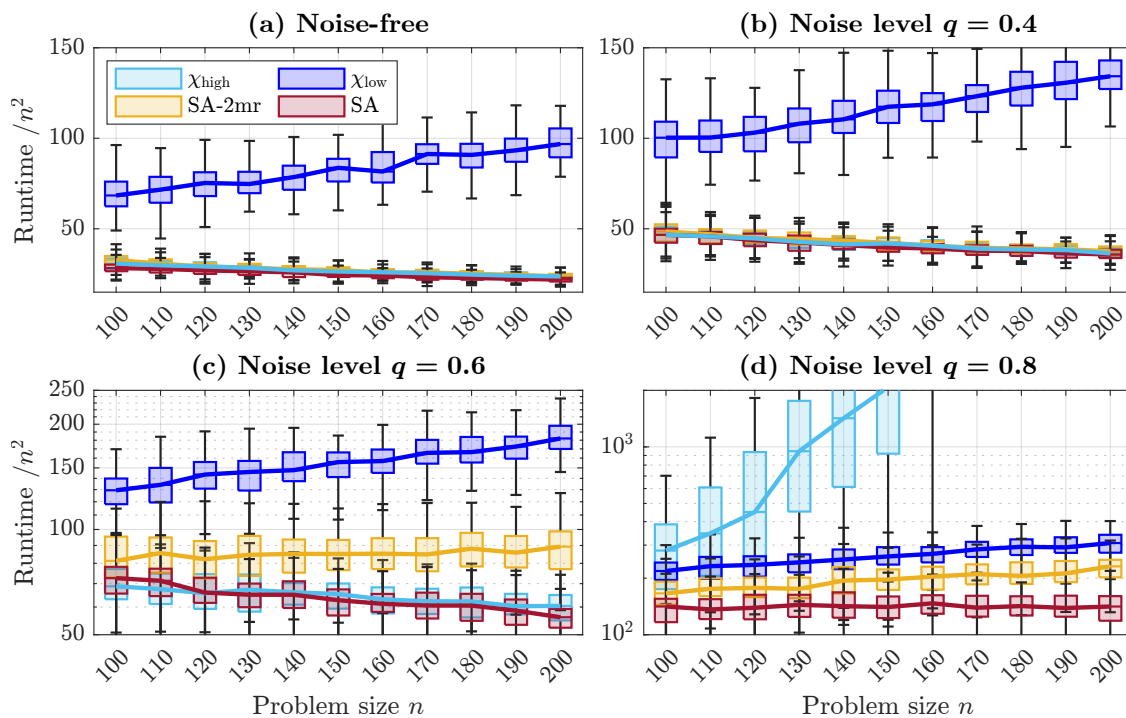 (a) Noise-free
(b) Noise level q = 0.4
Runtime /n²
150
100
50
χhigh
χlow
SA-2mr
SA
100 110 120 130 140 150 160 170 180 190 200
150
100
50
100 110 120 130 140 150 160 170 180 190 200
(c) Noise level q = 0.6
(d) Noise level q = 0.8
Runtime /n²
250
200
150
100
50
100 110 120 130 140 150 160 170 180 190 200
Problem size n
10³
10²
100 110 120 130 140 150 160 170 180 190 200
Problem size n